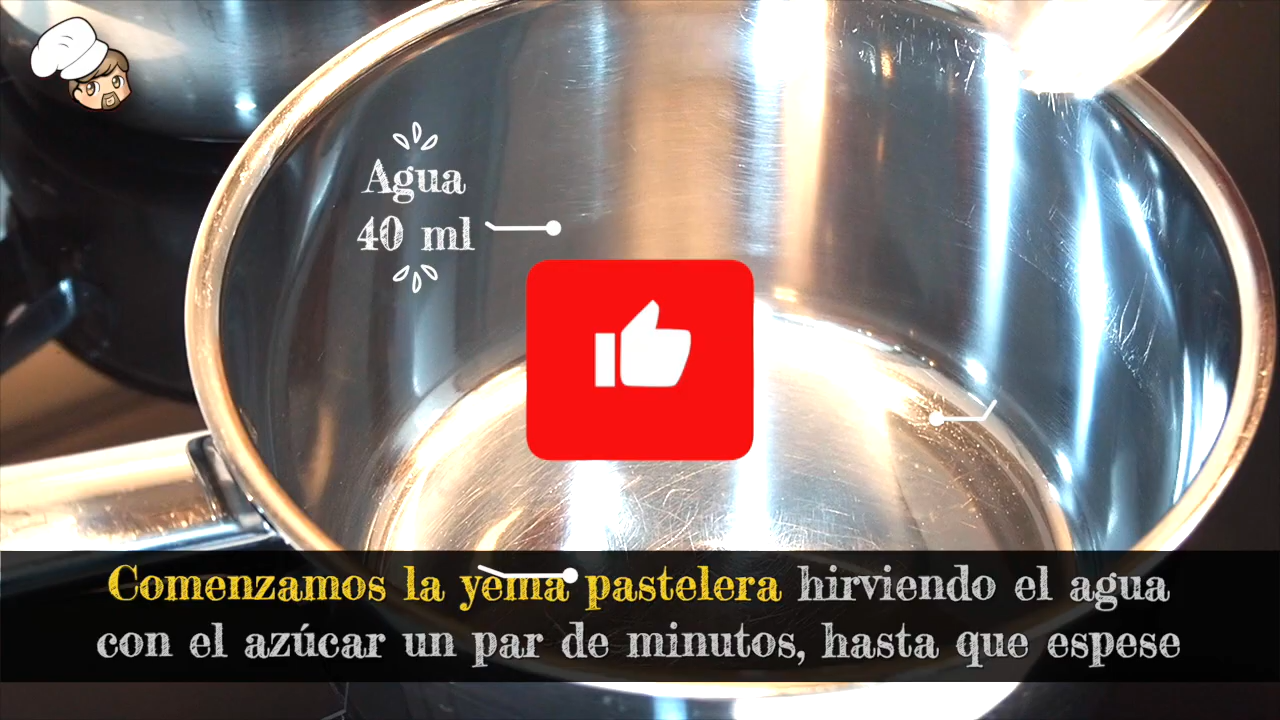 Agua
40 ml
Comenzamos la yema pastelera hirviendo el agua
con el azúcar un par de minutos, hasta que espese